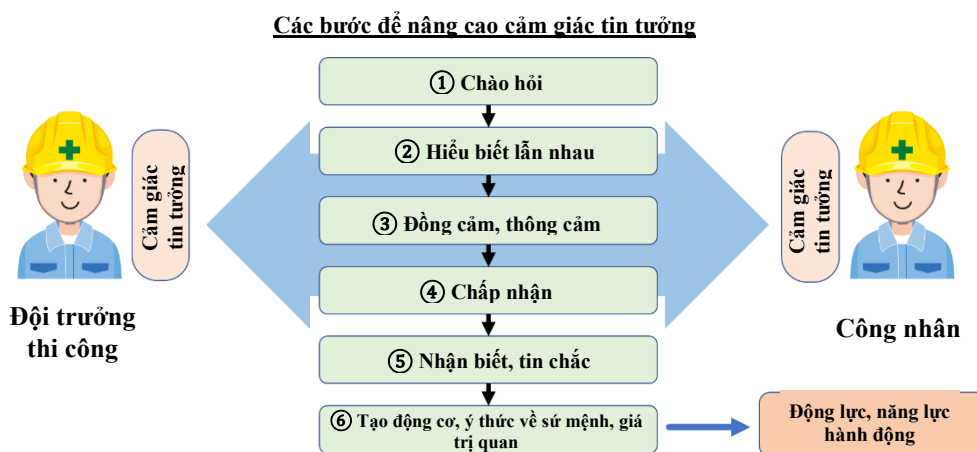 Các bước để nâng cao cảm giác tin tưởng
① Chào hỏi
② Hiểu biết lẫn nhau
③ Đồng cảm, thông cảm
④ Chấp nhận
⑤ Nhận biết, tin chắc
⑥ Tạo động cơ, ý thức về sứ mệnh, giá
trị quan
Cảm giác
tin tưởng
Đội trưởng
thi công
Cảm giác
tin tưởng
Công nhân
Động lực, năng lực
hành động